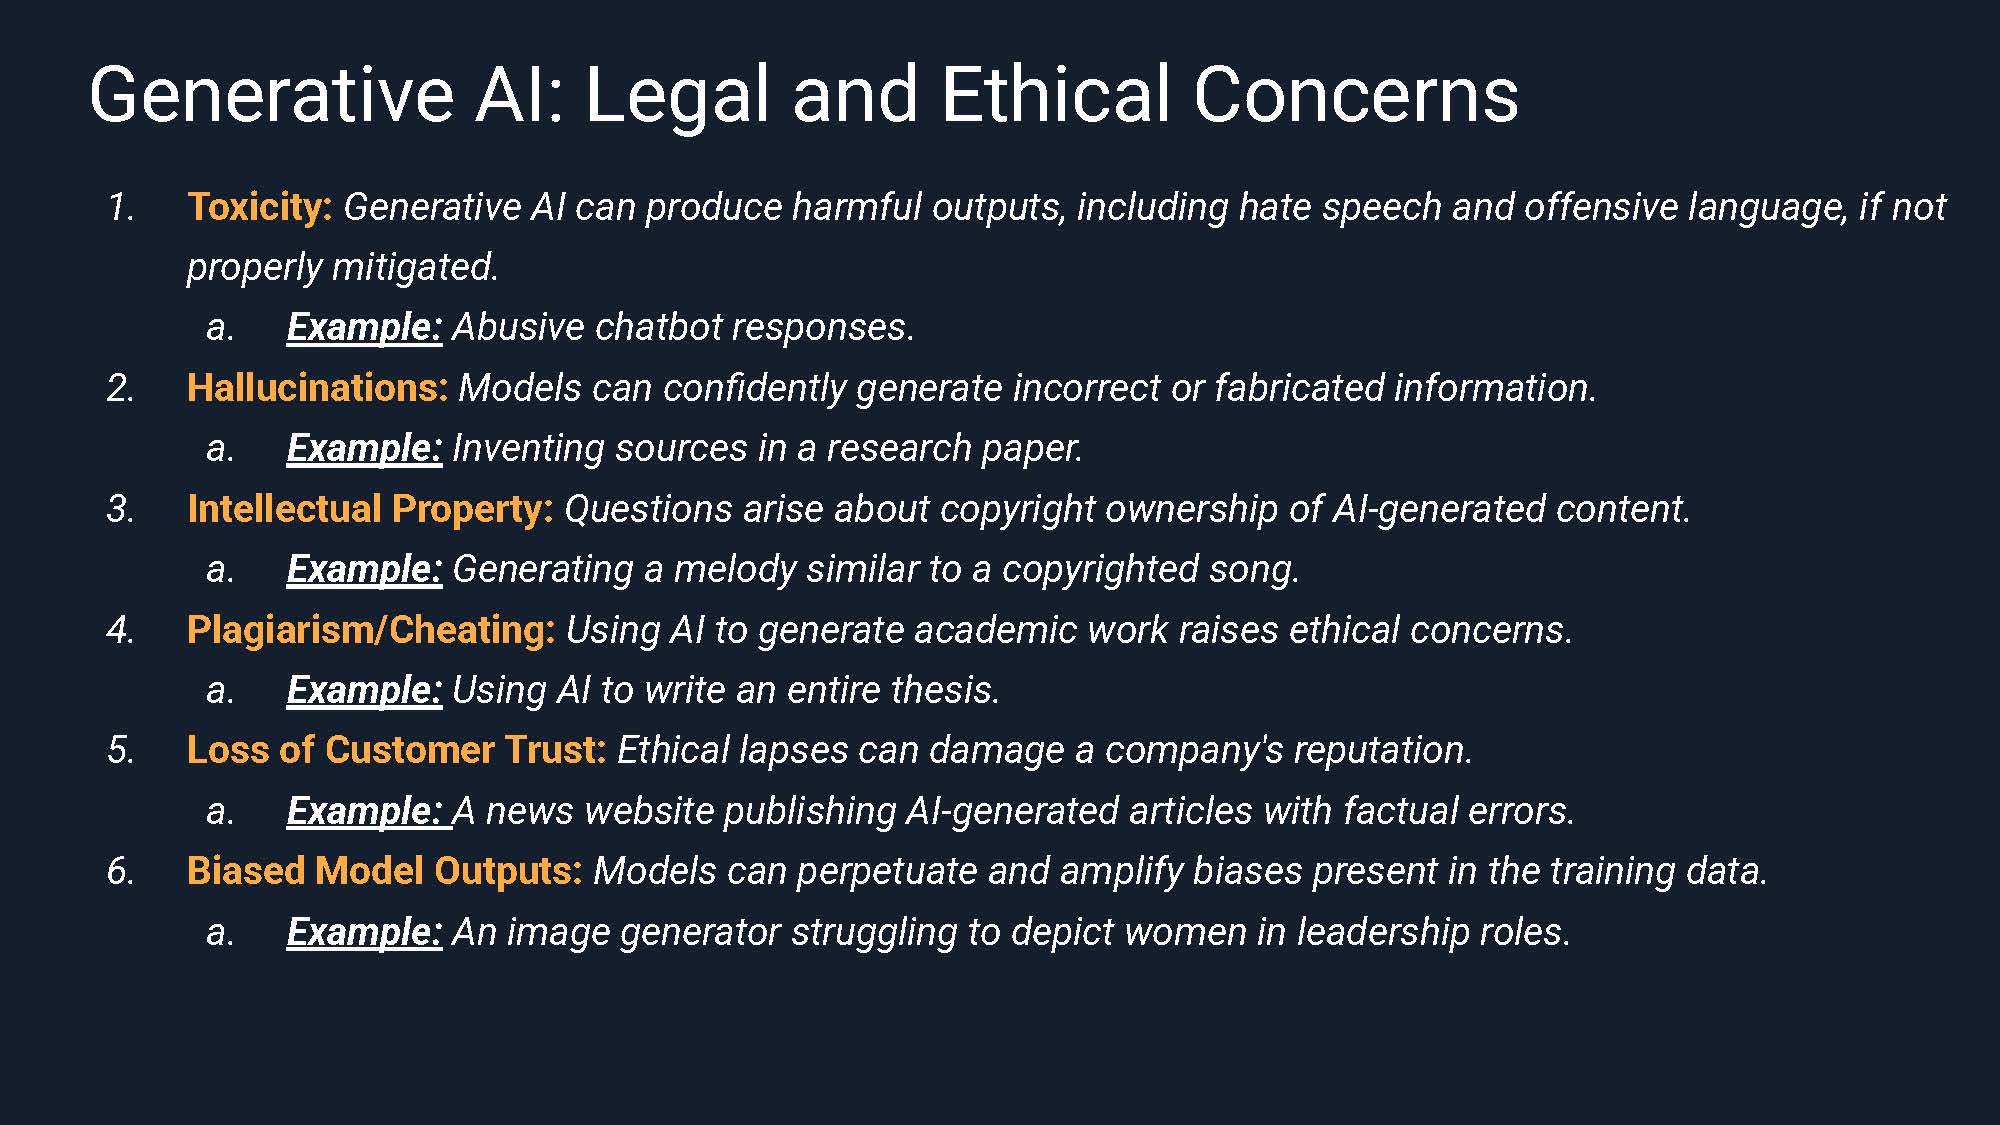 Generative AI: Legal and Ethical Concerns
1. Toxicity: Generative AI can produce harmful outputs, including hate speech and offensive language, if not
properly mitigated.
a. Example: Abusive chatbot responses.
2. Hallucinations: Models can confidently generate incorrect or fabricated information.
a. Example: Inventing sources in a research paper.
3. Intellectual Property: Questions arise about copyright ownership of AI-generated content.
a. Example: Generating a melody similar to a copyrighted song.
4. Plagiarism/Cheating: Using AI to generate academic work raises ethical concerns.
a. Example: Using AI to write an entire thesis.
5. Loss of Customer Trust: Ethical lapses can damage a company's reputation.
a. Example: A news website publishing AI-generated articles with factual errors.
6. Biased Model Outputs: Models can perpetuate and amplify biases present in the training data.
a. Example: An image generator struggling to depict women in leadership roles.